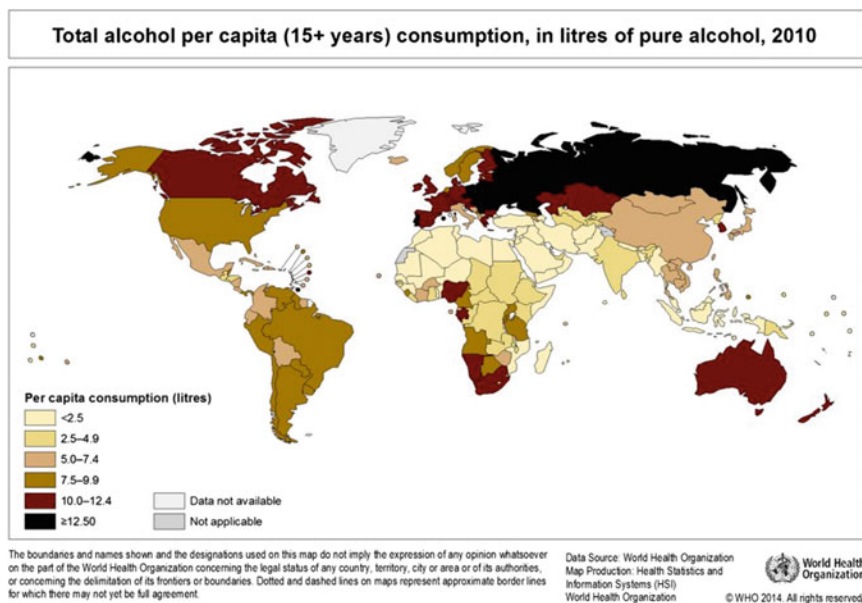 Total alcohol per capita (15+ years) consumption, in litres of pure alcohol, 2010
Per capita consumption (litres)
<2.5
2.5–4.9
5.0–7.4
7.5–9.9
10.0–12.4
≥12.50
Data not available
Not applicable
The boundaries and names shown and the designations used on this map do not imply the expression of any opinion whatsoever
on the part of the World Health Organization concerning the legal status of any country, territory, city or area or of its authorities,
or concerning the delimitation of its frontiers or boundaries. Dotted and dashed lines on maps represent approximate border lines
for which there may not yet be full agreement.
Data Source: World Health Organization
Map Production: Health Statistics and
Information Systems (HSI)
World Health Organization
World Health
Organization
© WHO 2014. All rights reserved.